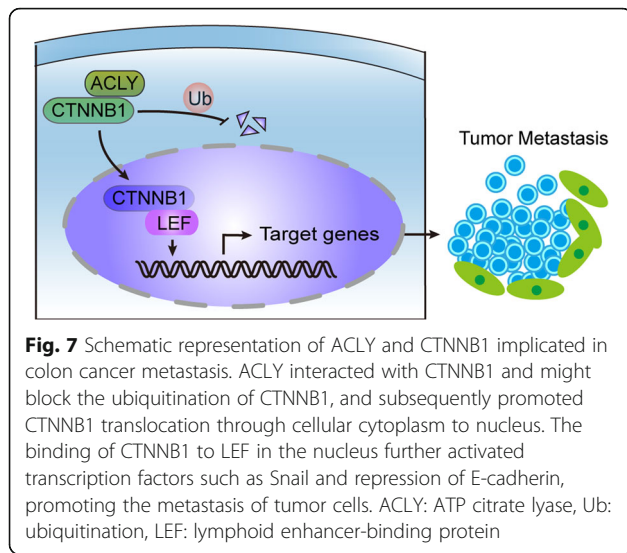 ACLY
CTNNB1
Ub
Tumor Metastasis
CTNNB1
LEF
Target genes
Fig. 7 Schematic representation of ACLY and CTNNB1 implicated in
colon cancer metastasis. ACLY interacted with CTNNB1 and might
block the ubiquitination of CTNNB1, and subsequently promoted
CTNNB1 translocation through cellular cytoplasm to nucleus. The
binding of CTNNB1 to LEF in the nucleus further activated
transcription factors such as Snail and repression of E-cadherin,
promoting the metastasis of tumor cells. ACLY: ATP citrate lyase, Ub:
ubiquitination, LEF: lymphoid enhancer-binding protein